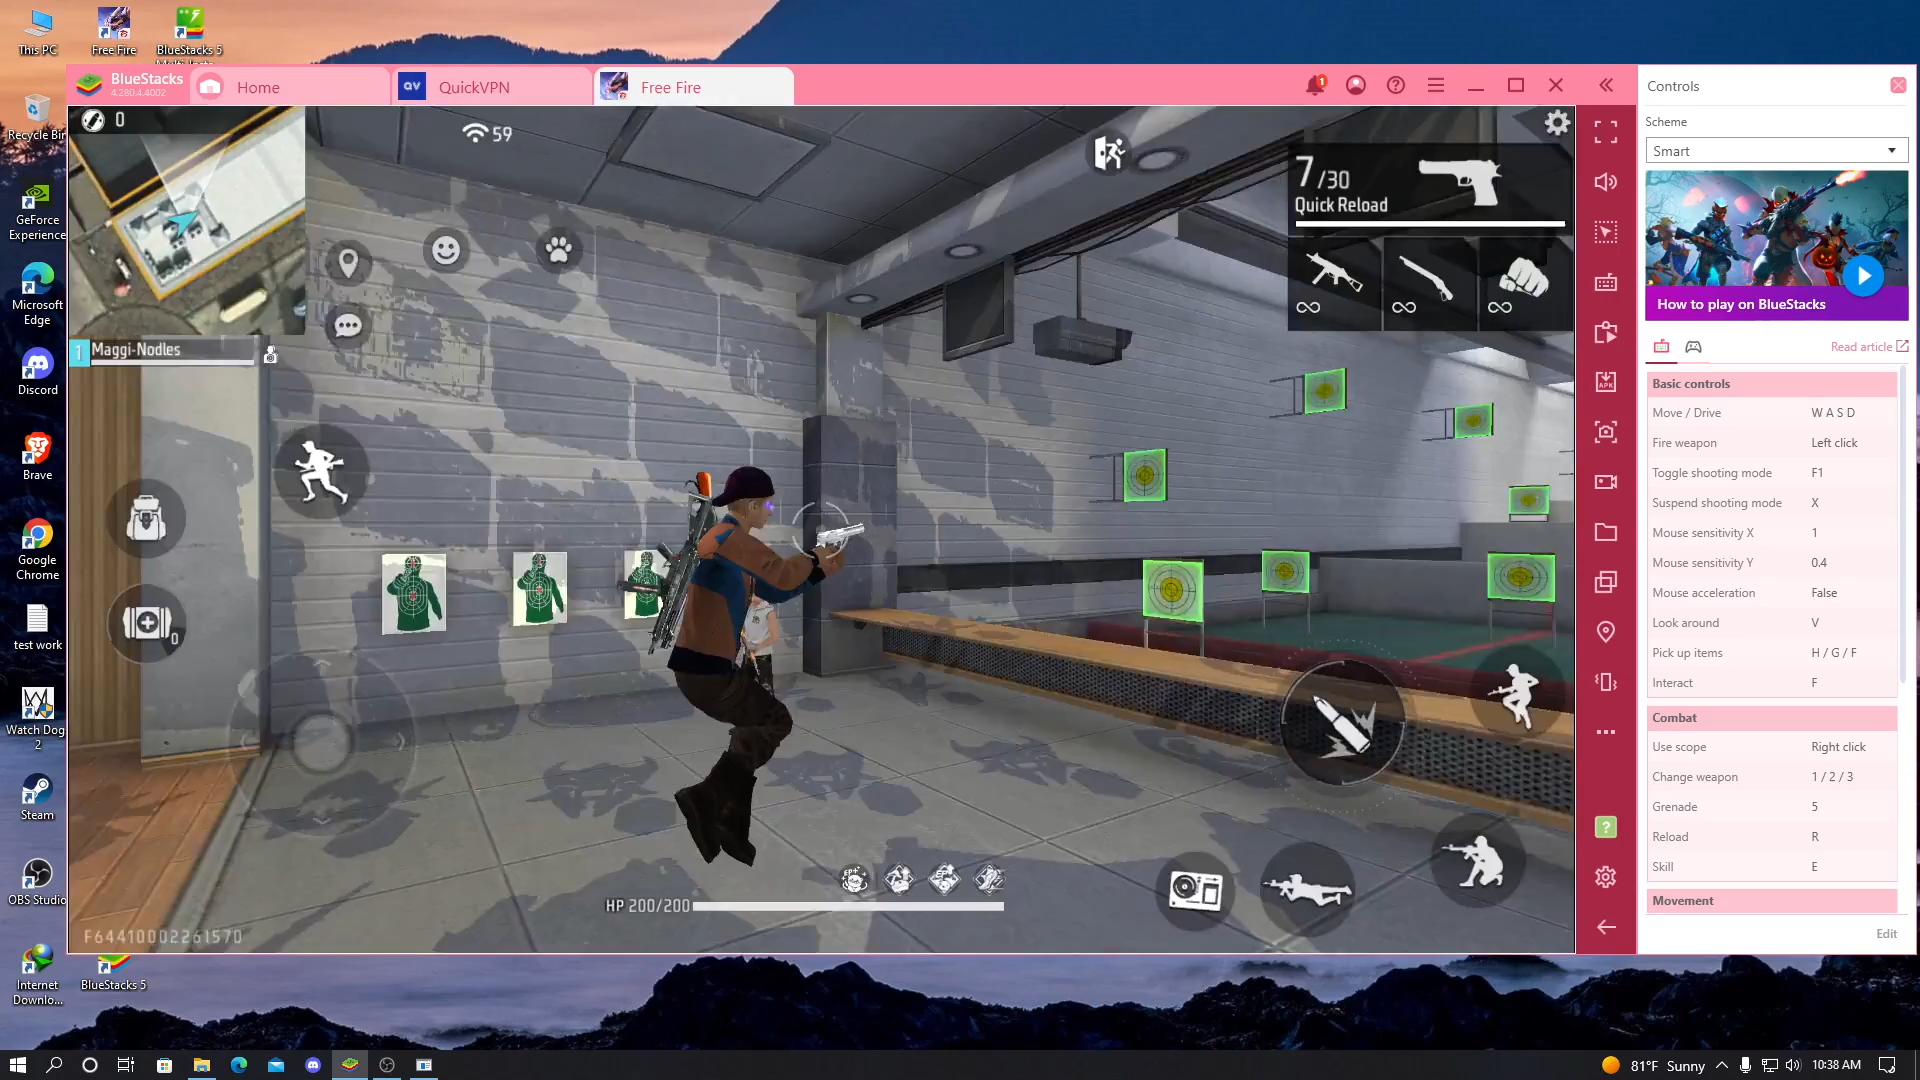 This PC
Free Fire
BlueStacks 5
Recycle Bin
GeForce
Experience
Microsoft
Edge
Discord
Brave
Google
Chrome
test work
Watch Dog
2
Steam
OBS Studio
Internet
Downlo...
BlueStacks 5
BlueStacks
4.280.4.4002
Home
QuickVPN
Free Fire
1
0
59
1 Maggi-Nodles
7/30
Quick Reload
∞
∞
∞
0
HP 200/200
F644100D2261570
Controls
Scheme
Smart
How to play on BlueStacks
Read article
Basic controls
Move / Drive W A S D
Fire weapon Left click
Toggle shooting mode F1
Suspend shooting mode X
Mouse sensitivity X 1
Mouse sensitivity Y 0.4
Mouse acceleration False
Look around V
Pick up items H / G / F
Interact F
Combat
Use scope Right click
Change weapon 1 / 2 / 3
Grenade 5
Reload R
Skill E
Movement
Edit
APK
81°F Sunny
10:38 AM